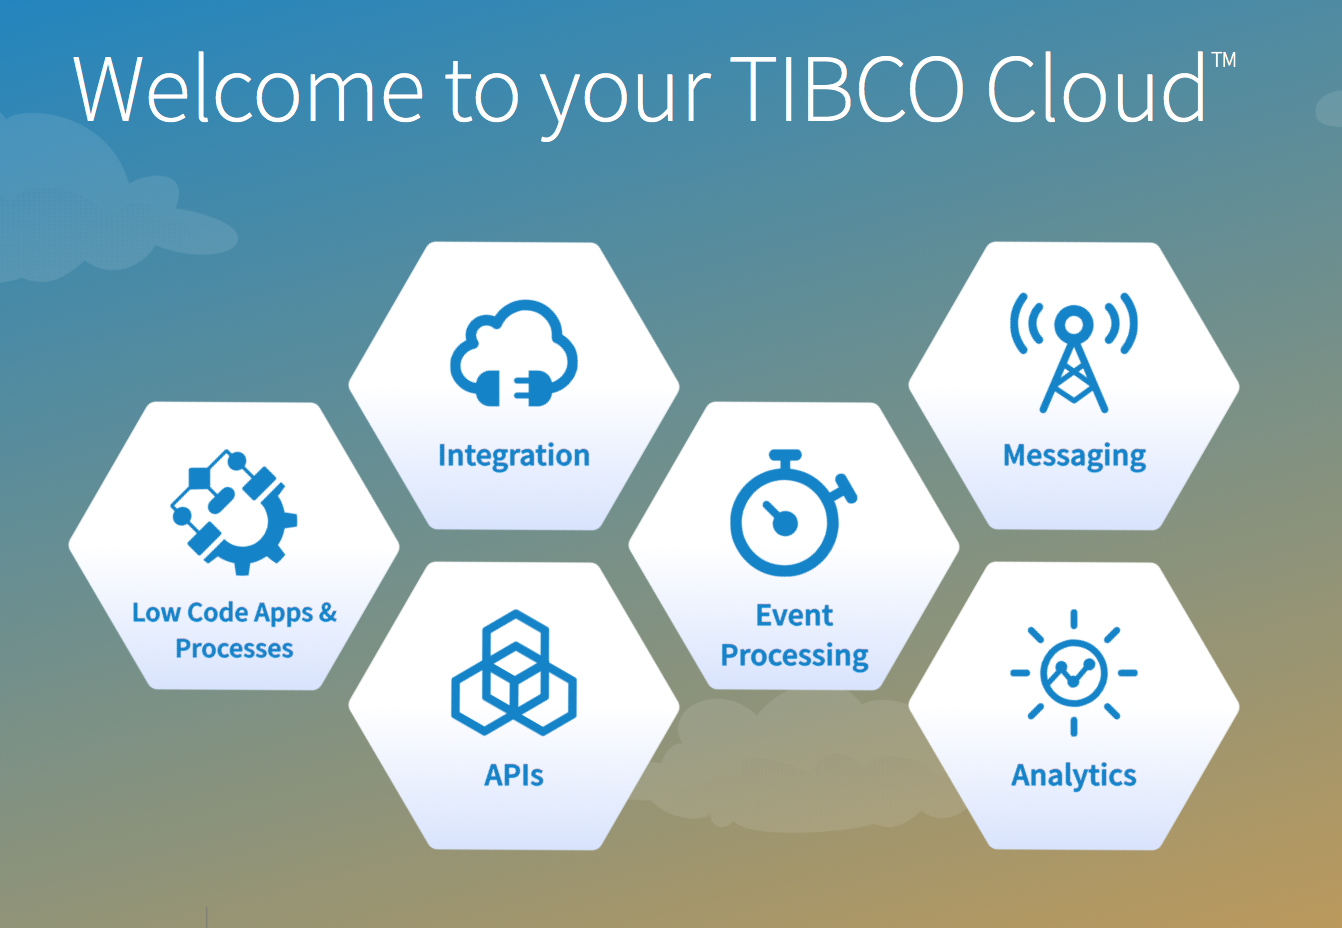 Welcome to your TIBCO Cloud™
Integration
Messaging
Low Code Apps &
Processes
Event
Processing
APIs
Analytics